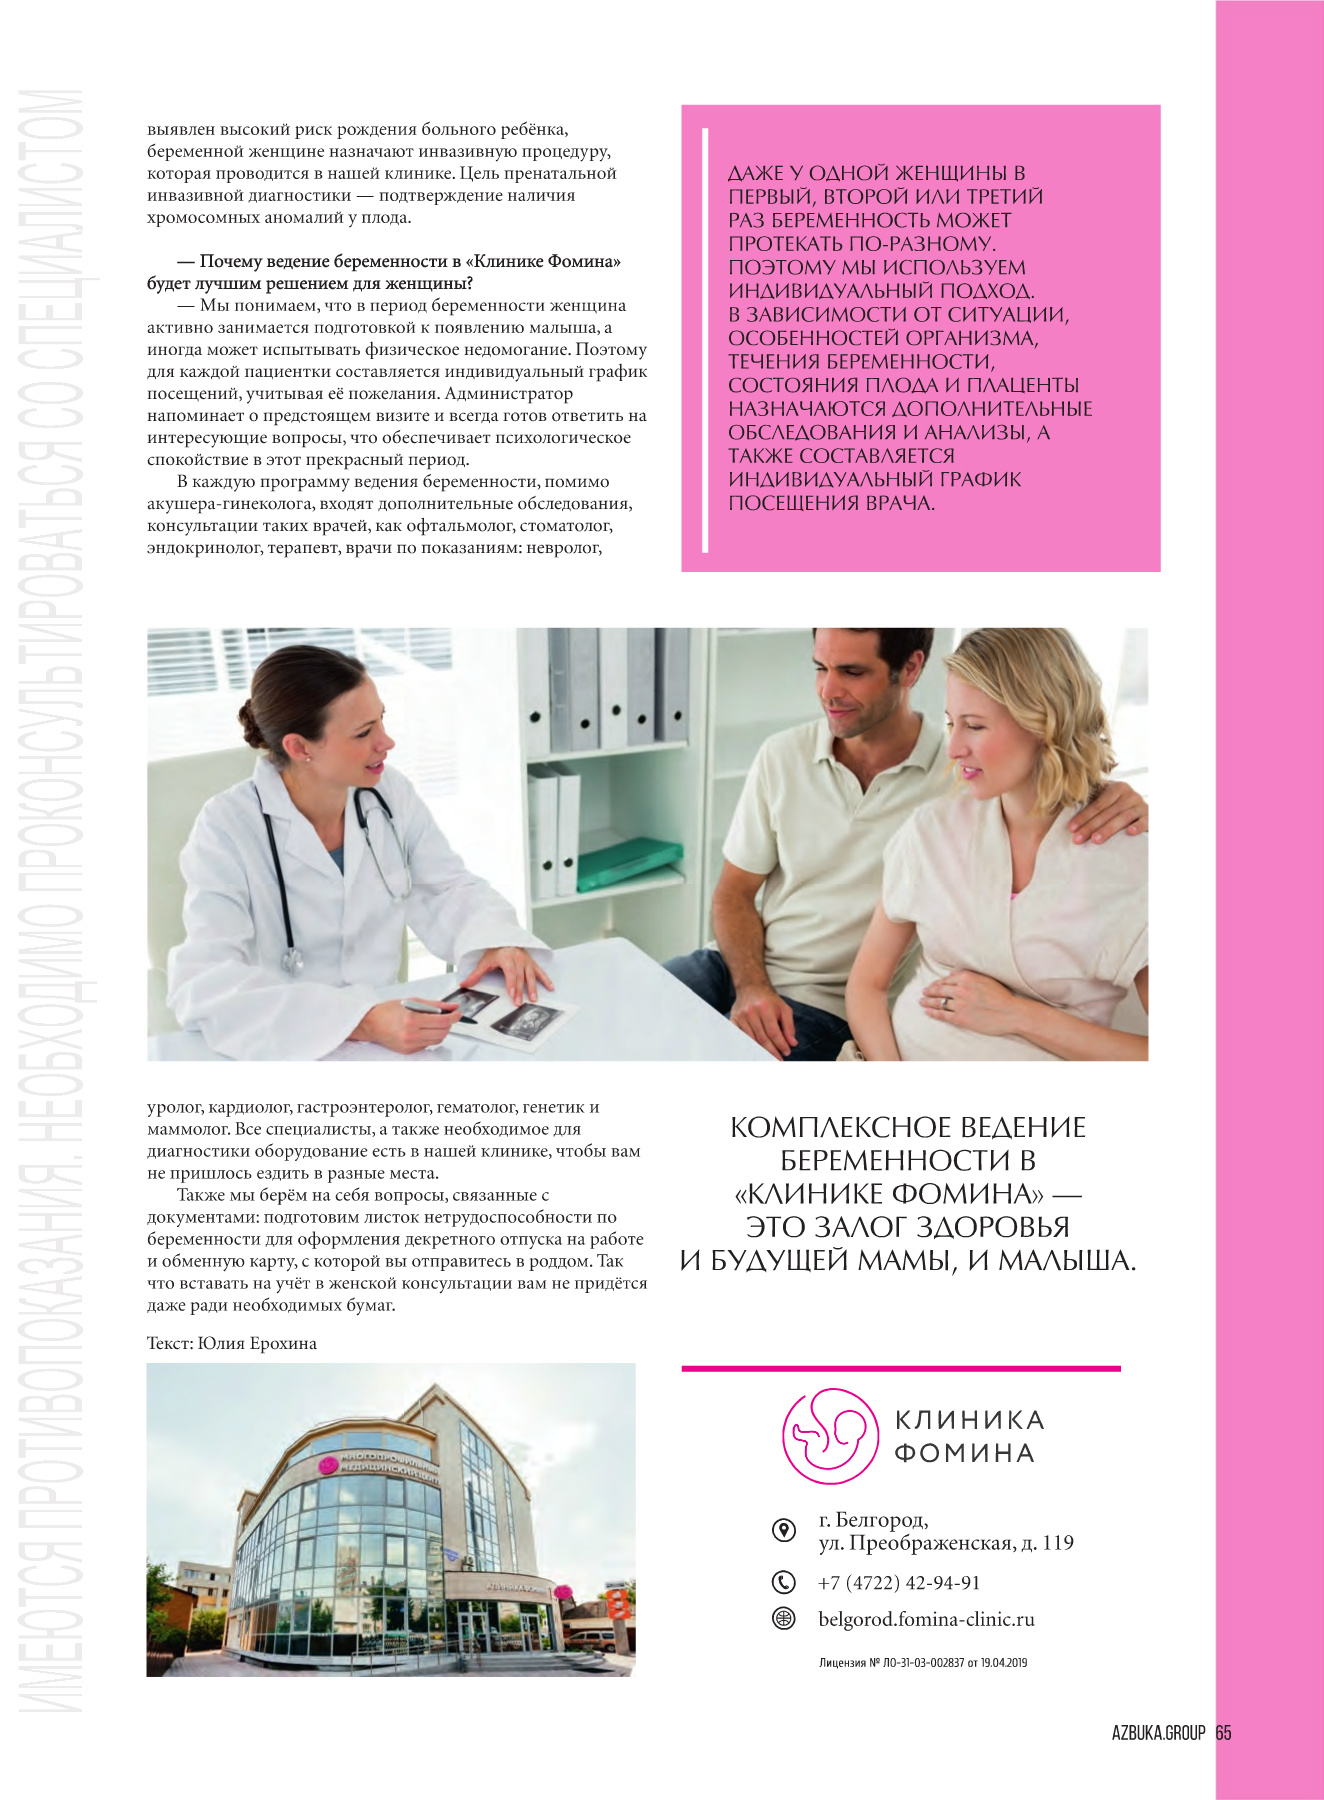 ИМЕЮТСЯ ПРОТИВОПОКАЗАНИЯ. НЕОБХОДИМО ПРОКОНСУЛЬТИРОВАТЬСЯ СО СПЕЦИАЛИСТОМ
выявлен высокий риск рождения больного ребёнка,
беременной женщине назначают инвазивную процедуру,
которая проводится в нашей клинике. Цель пренатальной
инвазивной диагностики — подтверждение наличия
хромосомных аномалий у плода.
— Почему ведение беременности в «Клинике Фомина»
будет лучшим решением для женщины?
— Мы понимаем, что в период беременности женщина
активно занимается подготовкой к появлению малыша, а
иногда может испытывать физическое недомогание. Поэтому
для каждой пациентки составляется индивидуальный график
посещений, учитывая её пожелания. Администратор
напоминает о предстоящем визите и всегда готов ответить на
интересующие вопросы, что обеспечивает психологическое
спокойствие в этот прекрасный период.
В каждую программу ведения беременности, помимо
акушера-гинеколога, входят дополнительные обследования,
консультации таких врачей, как офтальмолог, стоматолог,
эндокринолог, терапевт, врачи по показаниям: невролог,
ДАЖЕ У ОДНОЙ ЖЕНЩИНЫ В
ПЕРВЫЙ, ВТОРОЙ ИЛИ ТРЕТИЙ
РАЗ БЕРЕМЕННОСТЬ МОЖЕТ
ПРОТЕКАТЬ ПО-РАЗНОМУ.
ПОЭТОМУ МЫ ИСПОЛЬЗУЕМ
ИНДИВИДУАЛЬНЫЙ ПОДХОД.
В ЗАВИСИМОСТИ ОТ СИТУАЦИИ,
ОСОБЕННОСТЕЙ ОРГАНИЗМА,
ТЕЧЕНИЯ БЕРЕМЕННОСТИ,
СОСТОЯНИЯ ПЛОДА И ПЛАЦЕНТЫ
НАЗНАЧАЮТСЯ ДОПОЛНИТЕЛЬНЫЕ
ОБСЛЕДОВАНИЯ И АНАЛИЗЫ, А
ТАКЖЕ СОСТАВЛЯЕТСЯ
ИНДИВИДУАЛЬНЫЙ ГРАФИК
ПОСЕЩЕНИЯ ВРАЧА.
уролог, кардиолог, гастроэнтеролог, гематолог, генетик и
маммолог. Все специалисты, а также необходимое для
диагностики оборудование есть в нашей клинике, чтобы вам
не пришлось ездить в разные места.
Также мы берём на себя вопросы, связанные с
документами: подготовим листок нетрудоспособности по
беременности для оформления декретного отпуска на работе
и обменную карту, с которой вы отправитесь в роддом. Так
что вставать на учёт в женской консультации вам не придётся
даже ради необходимых бумаг.
Текст: Юлия Ерохина
МНОГОПРОФИЛЬНЫЙ
МЕДИЦИНСКИЙ ЦЕНТР
КЛИНИКА ФОМИНА
КОМПЛЕКСНОЕ ВЕДЕНИЕ
БЕРЕМЕННОСТИ В
«КЛИНИКЕ ФОМИНА» —
ЭТО ЗАЛОГ ЗДОРОВЬЯ
И БУДУЩЕЙ МАМЫ, И МАЛЫША.
КЛИНИКА
ФОМИНА
г. Белгород,
ул. Преображенская, д. 119
+7 (4722) 42-94-91
belgorod.fomina-clinic.ru
Лицензия № ЛО-31-03-002837 от 19.04.2019
AZBUKA.GROUP 65